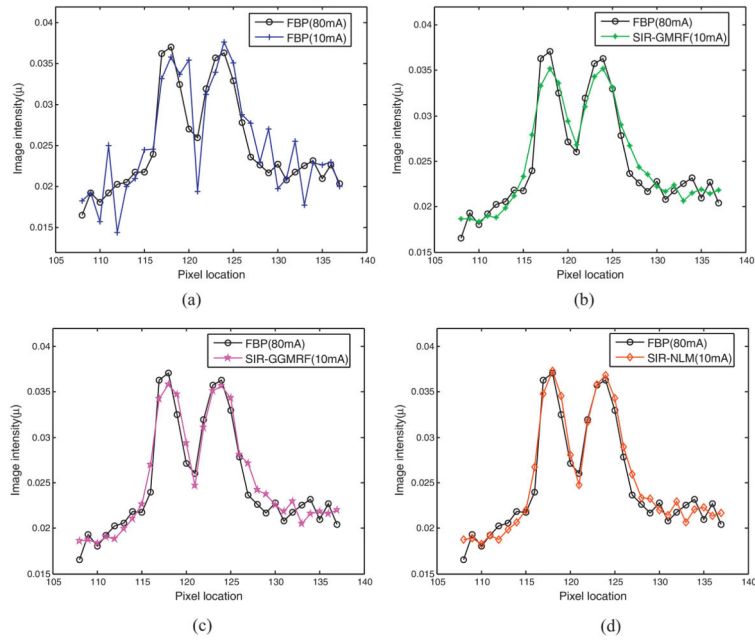 FBP(80mA)
FBP(10mA)
0.04
0.035
0.03
0.025
0.02
0.015
Image intensity(μ)
105 110 115 120 125 130 135 140
Pixel location
(a)
FBP(80mA)
SIR-GMRF(10mA)
0.04
0.035
0.03
0.025
0.02
0.015
Image intensity(μ)
105 110 115 120 125 130 135 140
Pixel location
(b)
FBP(80mA)
SIR-GGMRF(10mA)
0.04
0.035
0.03
0.025
0.02
0.015
Image intensity(μ)
105 110 115 120 125 130 135 140
Pixel location
(c)
FBP(80mA)
SIR-NLM(10mA)
0.04
0.035
0.03
0.025
0.02
0.015
Image intensity(μ)
105 110 115 120 125 130 135 140
Pixel location
(d)